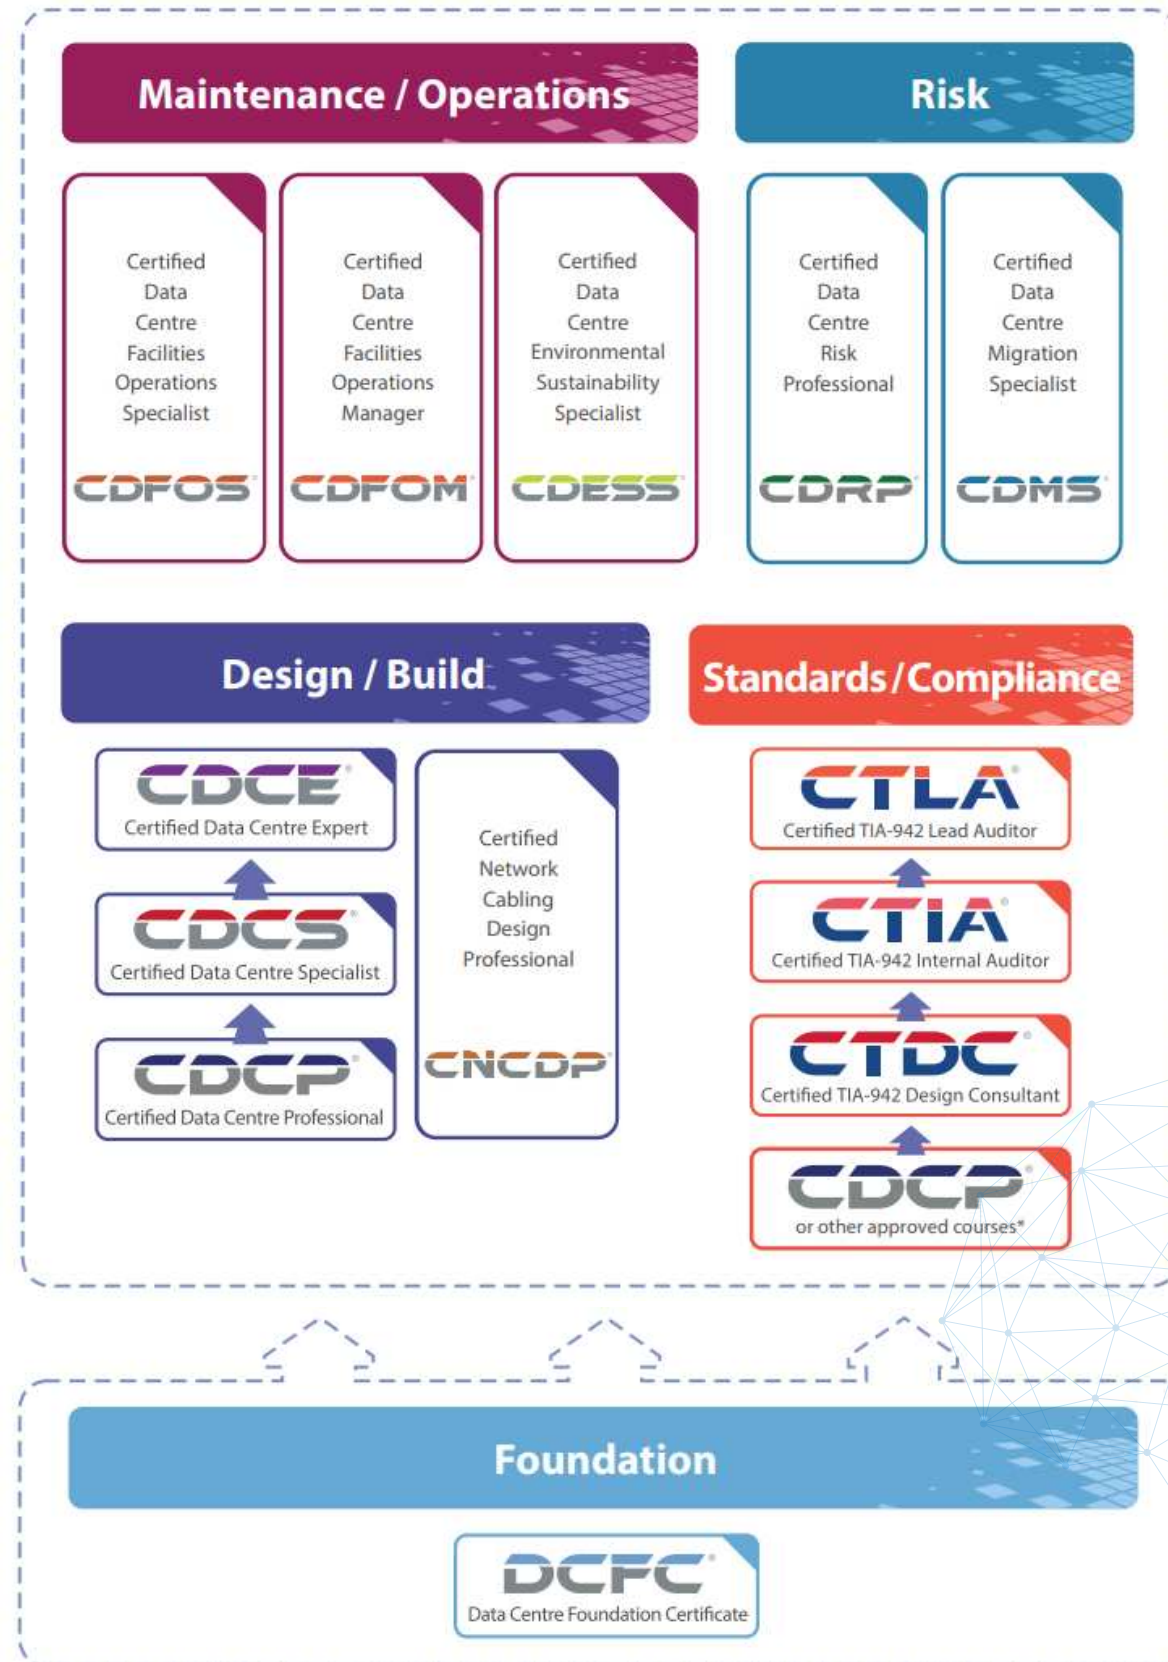 Maintenance / Operations
Certified
Data
Centre
Facilities
Operations
Specialist
CDFOS®
Certified
Data
Centre
Facilities
Operations
Manager
CDFOM®
Certified
Data
Centre
Environmental
Sustainability
Specialist
CDESS®
Risk
Certified
Data
Centre
Risk
Professional
CDRP®
Certified
Data
Centre
Migration
Specialist
CDMS®
Design / Build
CDCE®
Certified Data Centre Expert
CDCS®
Certified Data Centre Specialist
CDCP®
Certified Data Centre Professional
Certified
Network
Cabling
Design
Professional
CNCDP®
Standards/Compliance
CTLA®
Certified TIA-942 Lead Auditor
CTIA®
Certified TIA-942 Internal Auditor
CTDC®
Certified TIA-942 Design Consultant
CDCP®
or other approved courses*
Foundation
DCFC®
Data Centre Foundation Certificate